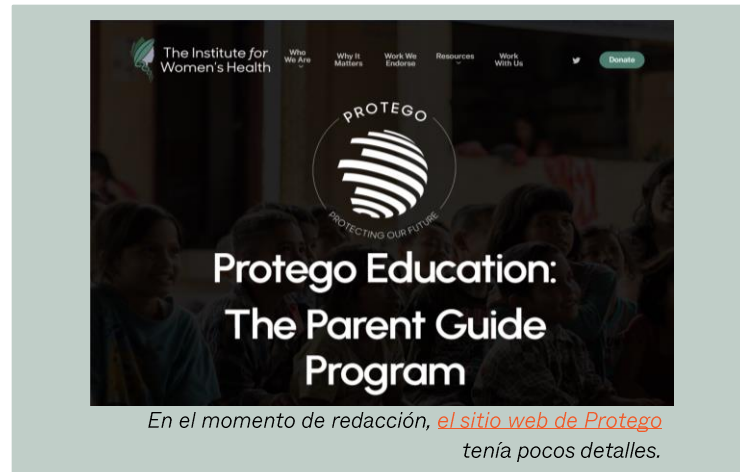 The Institute for
Women's Health
Who
We Are
Why It
Matters
Work We
Endorse
Resources
Work
With Us
Donate
PROTEGO
PROTECTING OUR FUTURE
Protego Education:
The Parent Guide
Program
En el momento de redacción, el sitio web de Protego
tenía pocos detalles.